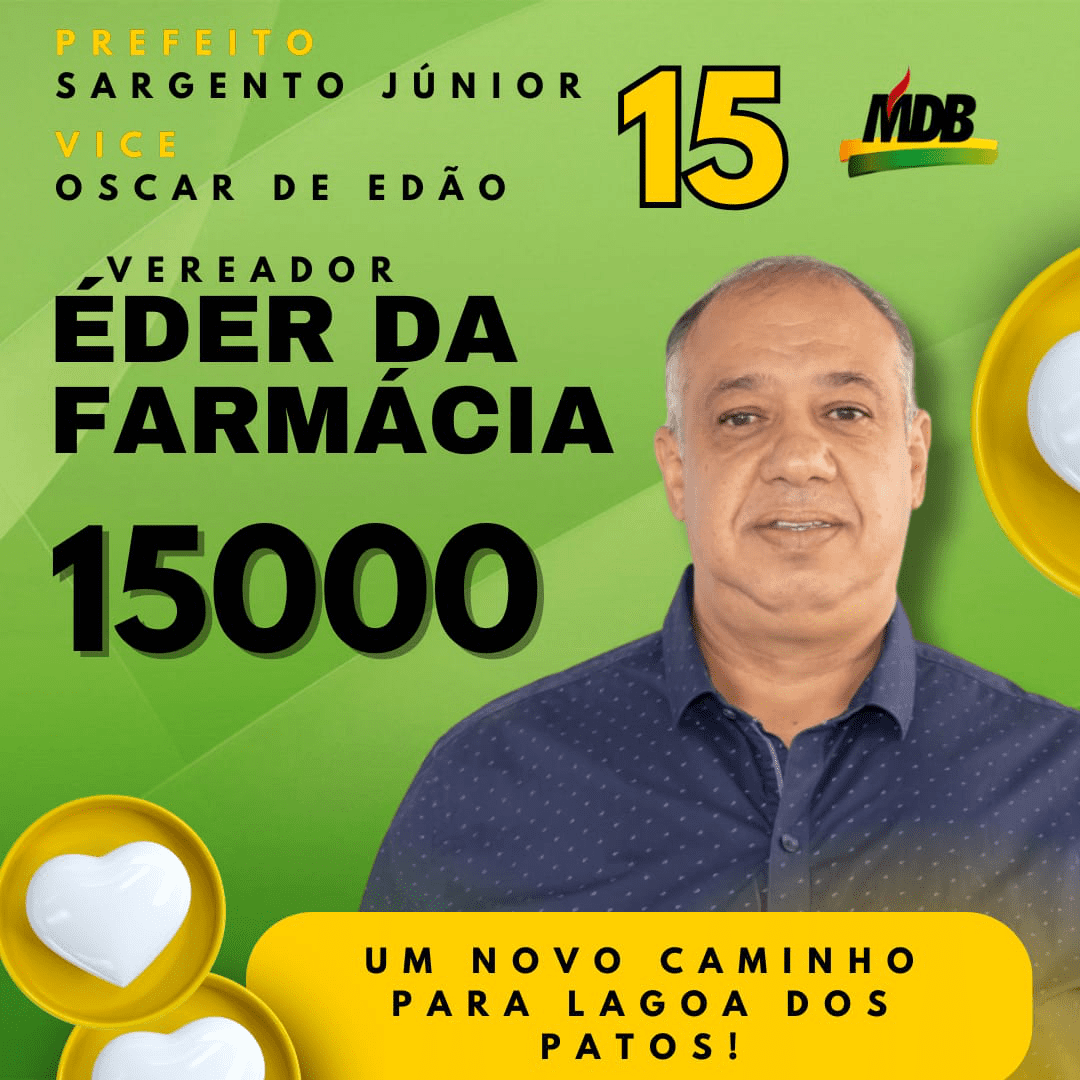 PREFEITO
SARGENTO JÚNIOR
VICE
OSCAR DE EDÃO
15
MDB
VEREADOR
ÉDER DA
FARMÁCIA
15000
UM NOVO CAMINHO
PARA LAGOA DOS
PATOS!